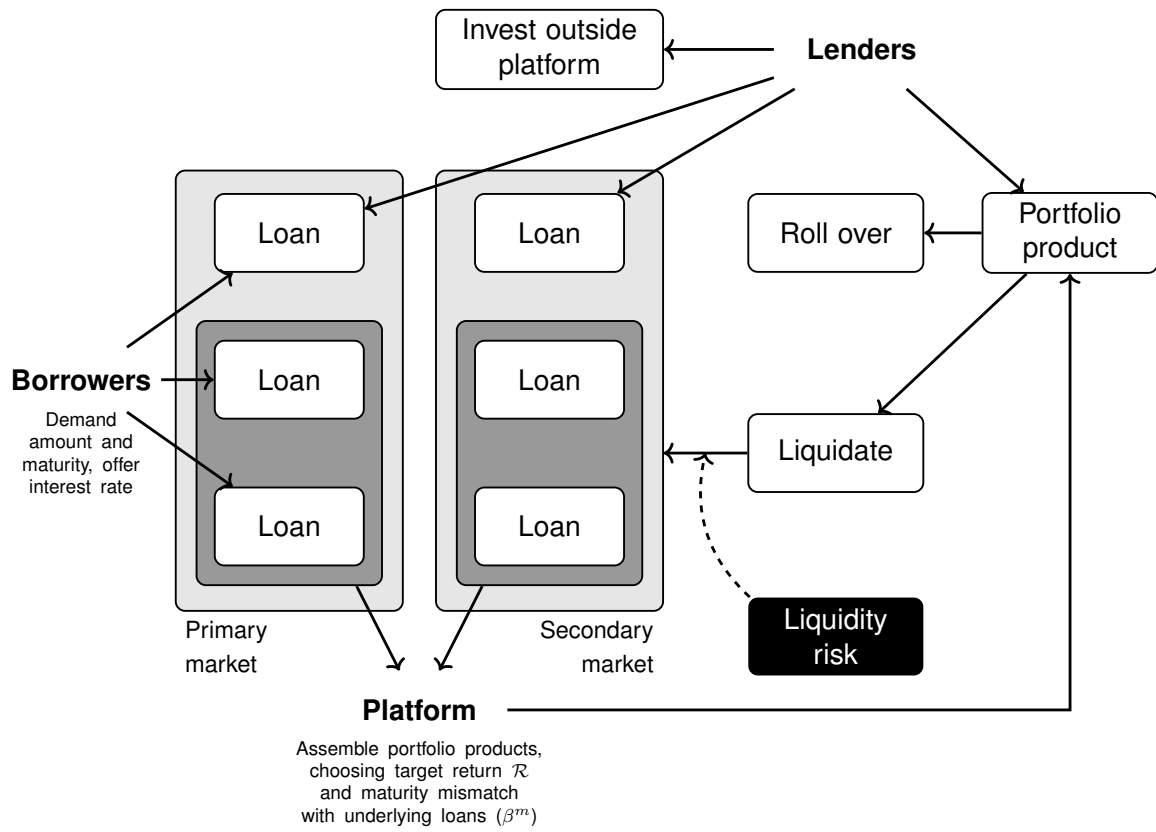 Invest outside
platform
Lenders
Loan
Loan
Roll over
Portfolio
product
Borrowers
Demand
amount and
maturity, offer
interest rate
Loan
Loan
Liquidate
Loan
Loan
Primary
market
Secondary
market
Liquidity
risk
Platform
Assemble portfolio products,
choosing target return ℛ
and maturity mismatch
with underlying loans (βᵐ)